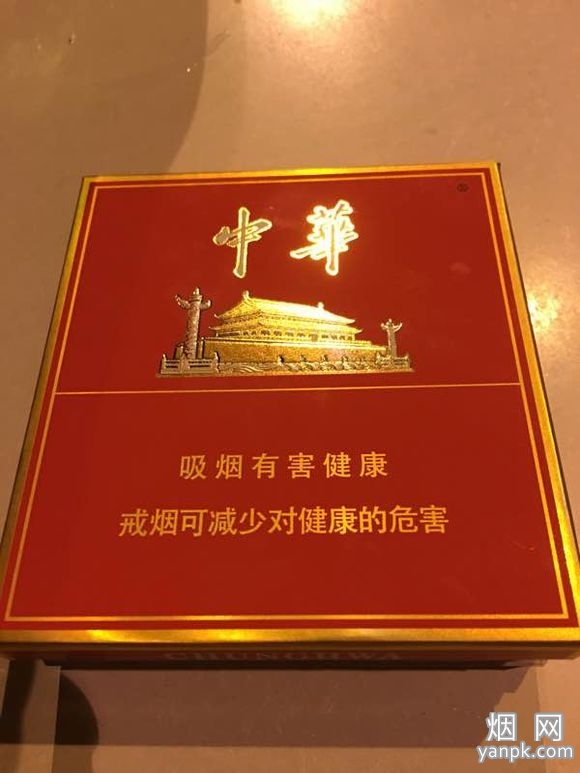 中華
吸烟有害健康
戒烟可减少对健康的危害
CHUNGHWA
烟网
yanpk.com